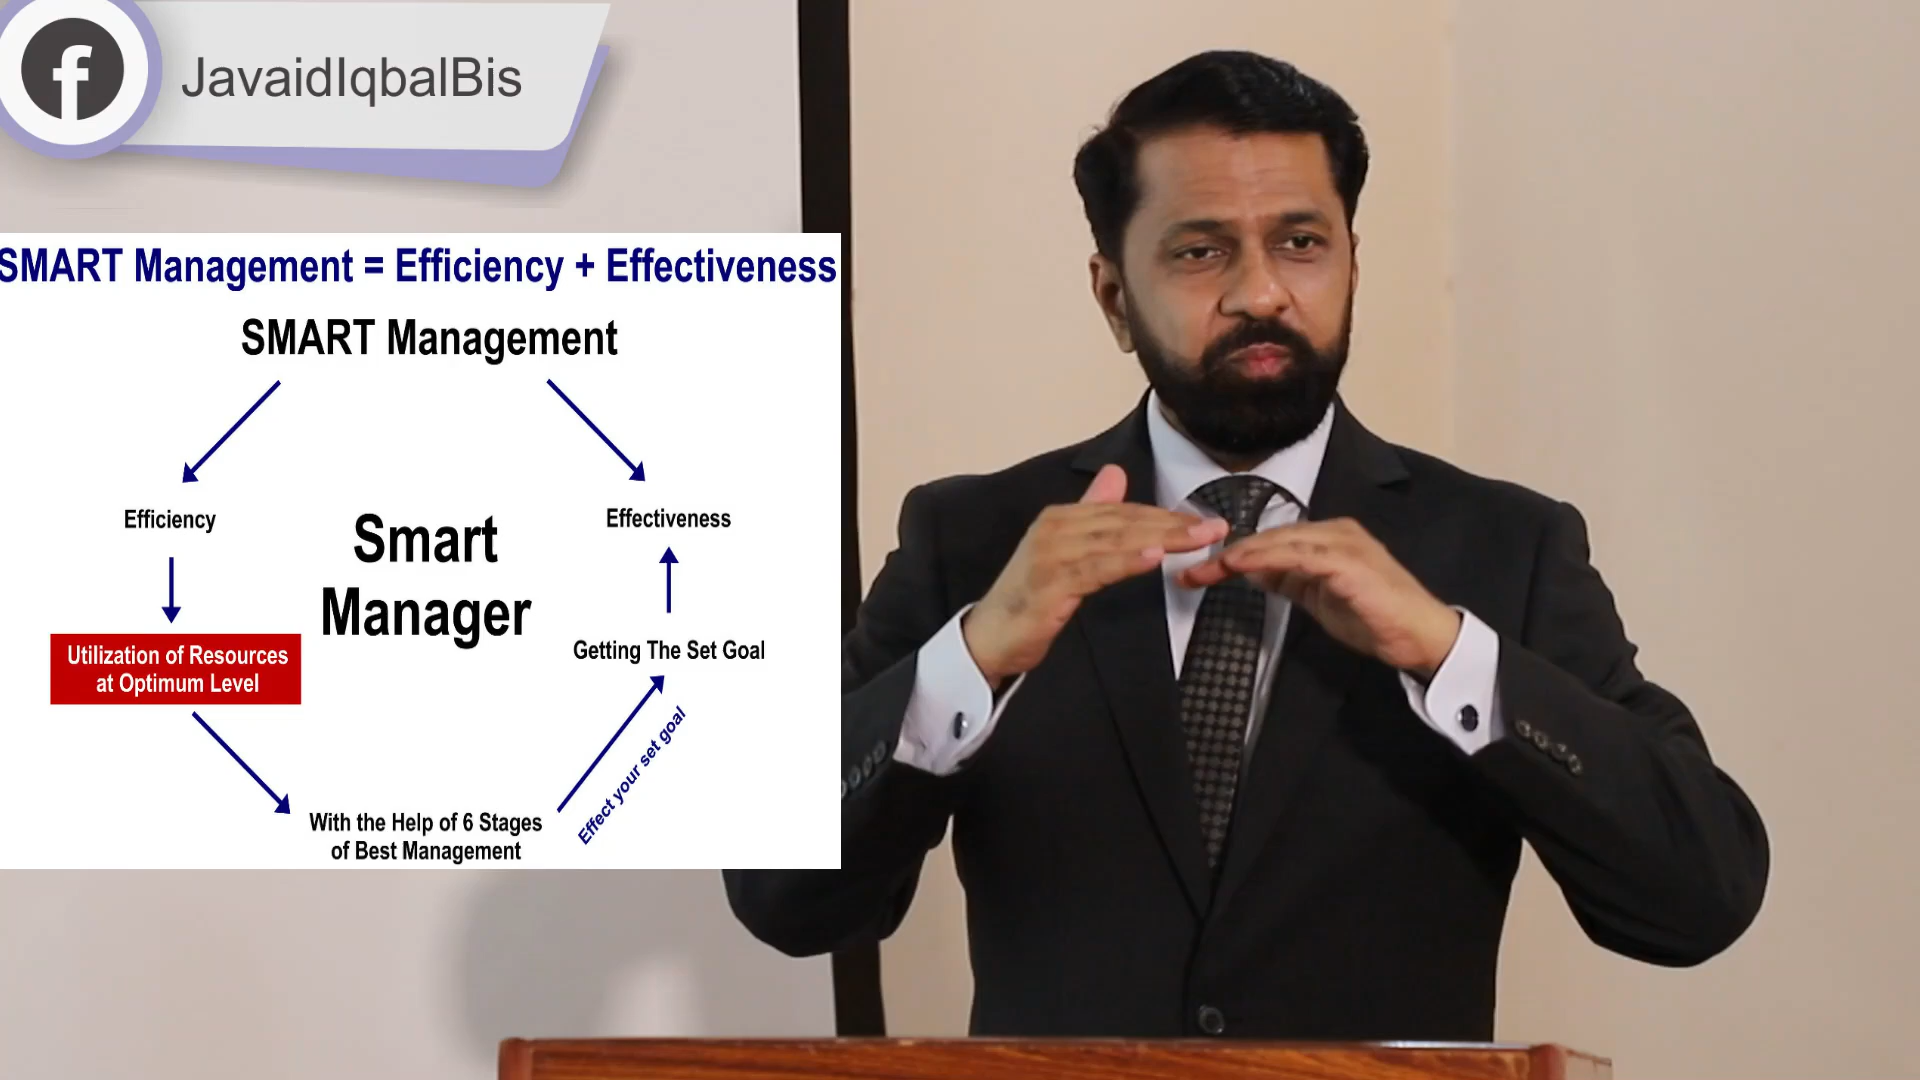 f
JavaidIqbalBis
SMART Management = Efficiency + Effectiveness
SMART Management
Efficiency
Effectiveness
Smart
Manager
Utilization of Resources
at Optimum Level
Getting The Set Goal
Effect your set goal
With the Help of 6 Stages
of Best Management